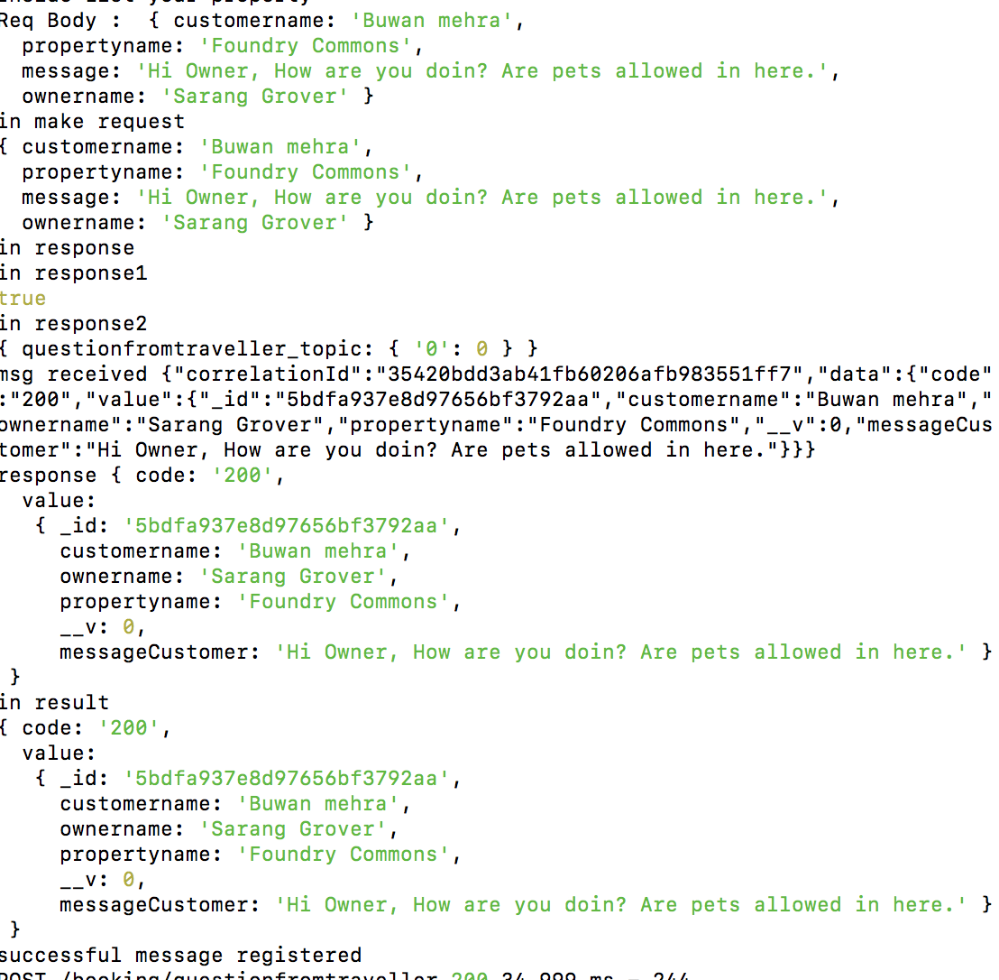 inside List your property
Req Body :  { customername: 'Buwan mehra',
  propertyname: 'Foundry Commons',
  message: 'Hi Owner, How are you doin? Are pets allowed in here.',
  ownername: 'Sarang Grover' }
in make request
{ customername: 'Buwan mehra',
  propertyname: 'Foundry Commons',
  message: 'Hi Owner, How are you doin? Are pets allowed in here.',
  ownername: 'Sarang Grover' }
in response
in response1
true
in response2
{ questionfromtraveller_topic: { '0': 0 } }
msg received {"correlationId":"35420bdd3ab41fb60206afb983551ff7","data":{"code"
:"200","value":{"_id":"5bdfa937e8d97656bf3792aa","customername":"Buwan mehra","
ownername":"Sarang Grover","propertyname":"Foundry Commons","__v":0,"messageCus
tomer":"Hi Owner, How are you doin? Are pets allowed in here."}}}
response { code: '200',
  value:
   { _id: '5bdfa937e8d97656bf3792aa',
     customername: 'Buwan mehra',
     ownername: 'Sarang Grover',
     propertyname: 'Foundry Commons',
     __v: 0,
     messageCustomer: 'Hi Owner, How are you doin? Are pets allowed in here.' }
 }
in result
{ code: '200',
  value:
   { _id: '5bdfa937e8d97656bf3792aa',
     customername: 'Buwan mehra',
     ownername: 'Sarang Grover',
     propertyname: 'Foundry Commons',
     __v: 0,
     messageCustomer: 'Hi Owner, How are you doin? Are pets allowed in here.' }
 }
successful message registered
POST /booking/questionfromtraveller 200 34.999 ms - 244